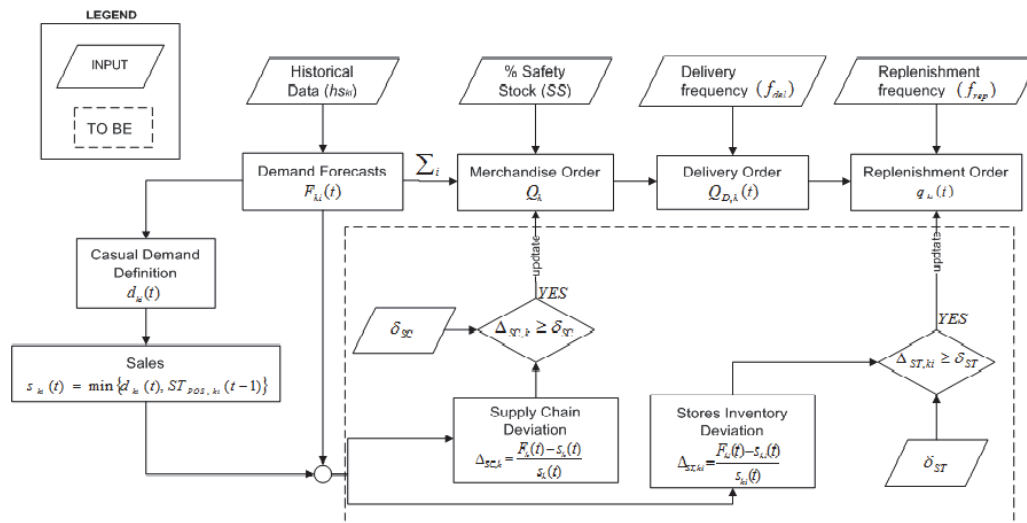 LEGEND
INPUT
TO BE
Historical
Data (hs_ki)
% Safety
Stock (SS)
Delivery
frequency (f_del)
Replenishment
frequency (f_rep)
Demand Forecasts
F_ki(t)
∑_i
Merchandise Order
Q_k
Delivery Order
Q_D,k(t)
Replenishment Order
q_ki(t)
Casual Demand
Definition
d_ki(t)
updtate
updtate
YES
YES
δ_SC
Δ_SC,k ≥ δ_SC
Δ_ST,ki ≥ δ_ST
Sales
s_ki(t) = min{d_ki(t), ST_POS,ki(t-1)}
Supply Chain
Deviation
Δ_SC,k = F_k(t)-s_k(t) / s_k(t)
Stores Inventory
Deviation
Δ_ST,ki = F_ki(t)-s_ki(t) / s_ki(t)
δ_ST